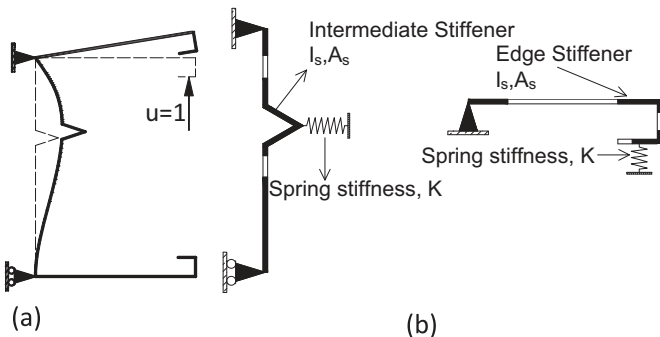 Intermediate Stiffener
Is,As
u=1
Spring stiffness, K
Edge Stiffener
Is,As
Spring stiffness, K
(a)
(b)